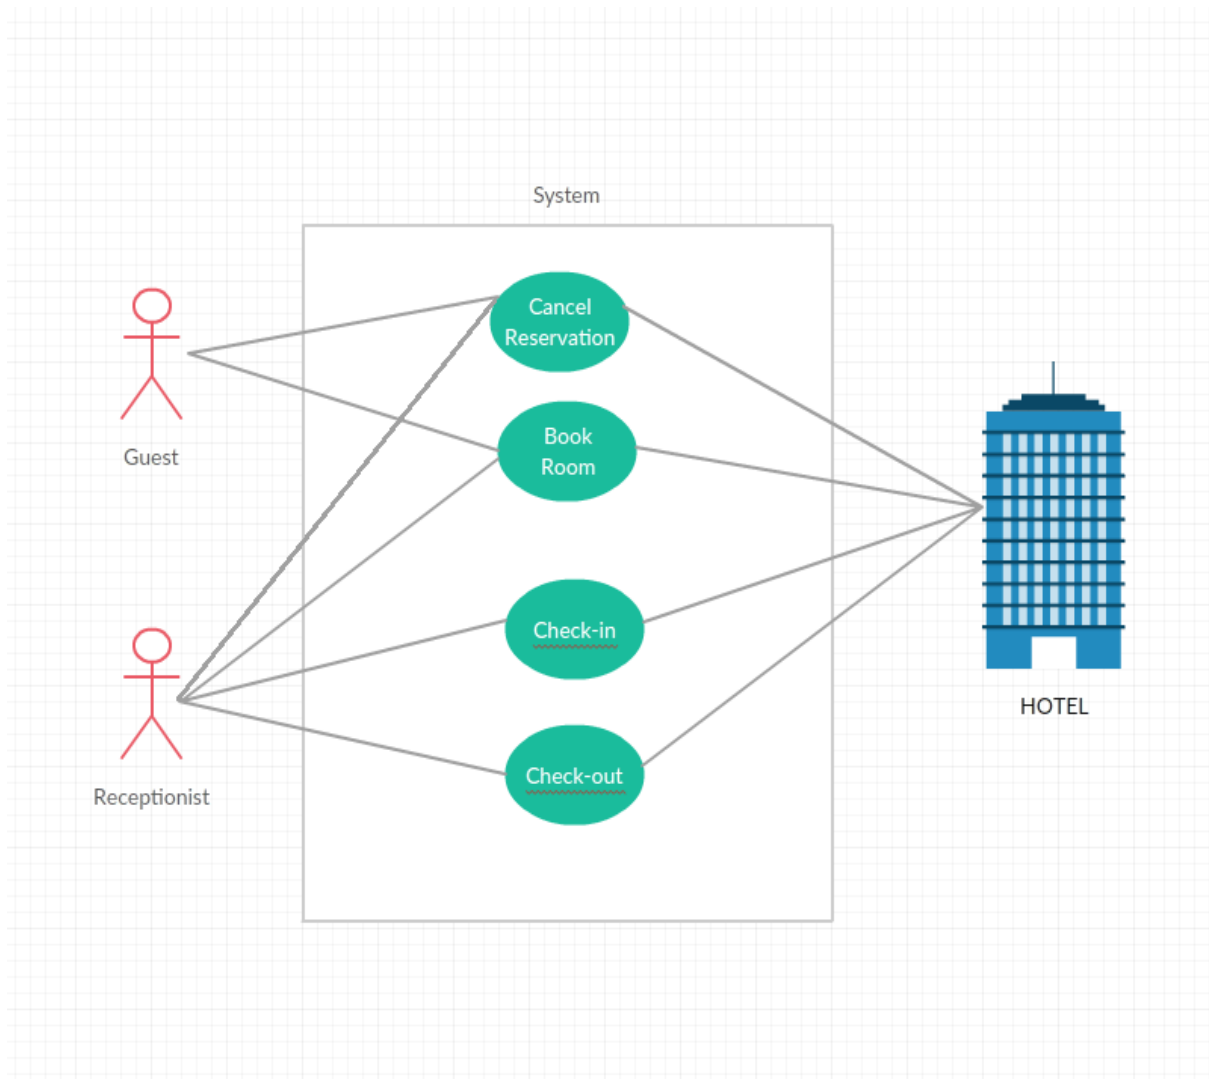 System
Cancel
Reservation
Book
Room
Guest
Check-in
HOTEL
Check-out
Receptionist